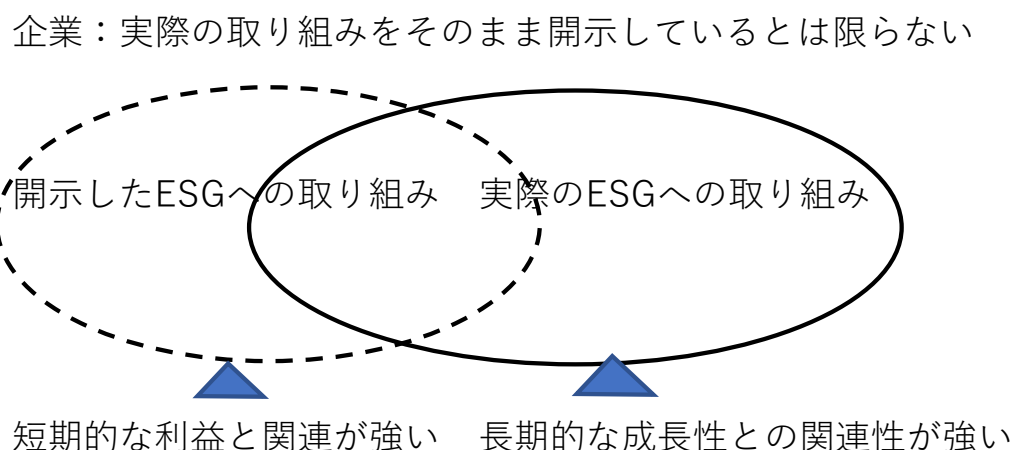 企業：実際の取り組みをそのまま開示しているとは限らない
開示したESGへの取り組み
実際のESGへの取り組み
短期的な利益と関連が強い
長期的な成長性との関連性が強い